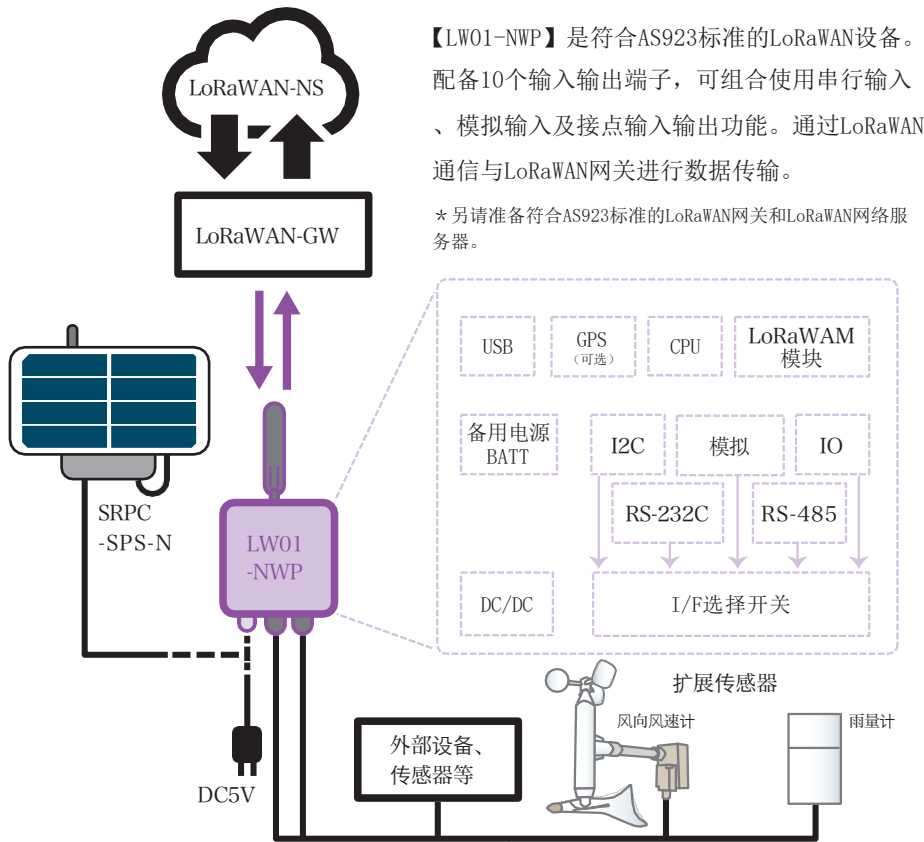 LoRaWAN-NS
LoRaWAN-GW
【LW01-NWP】是符合AS923标准的LoRaWAN设备。
配备10个输入输出端子，可组合使用串行输入
、模拟输入及接点输入输出功能。通过LoRaWAN
通信与LoRaWAN网关进行数据传输。
＊另请准备符合AS923标准的LoRaWAN网关和LoRaWAN网络服
务器。
USB
GPS
（可选）
CPU
LoRaWAM
模块
备用电源
BATT
I2C
模拟
IO
RS-232C
RS-485
DC/DC
I/F选择开关
SRPC
-SPS-N
LW01
-NWP
DC5V
外部设备、
传感器等
扩展传感器
风向风速计
雨量计